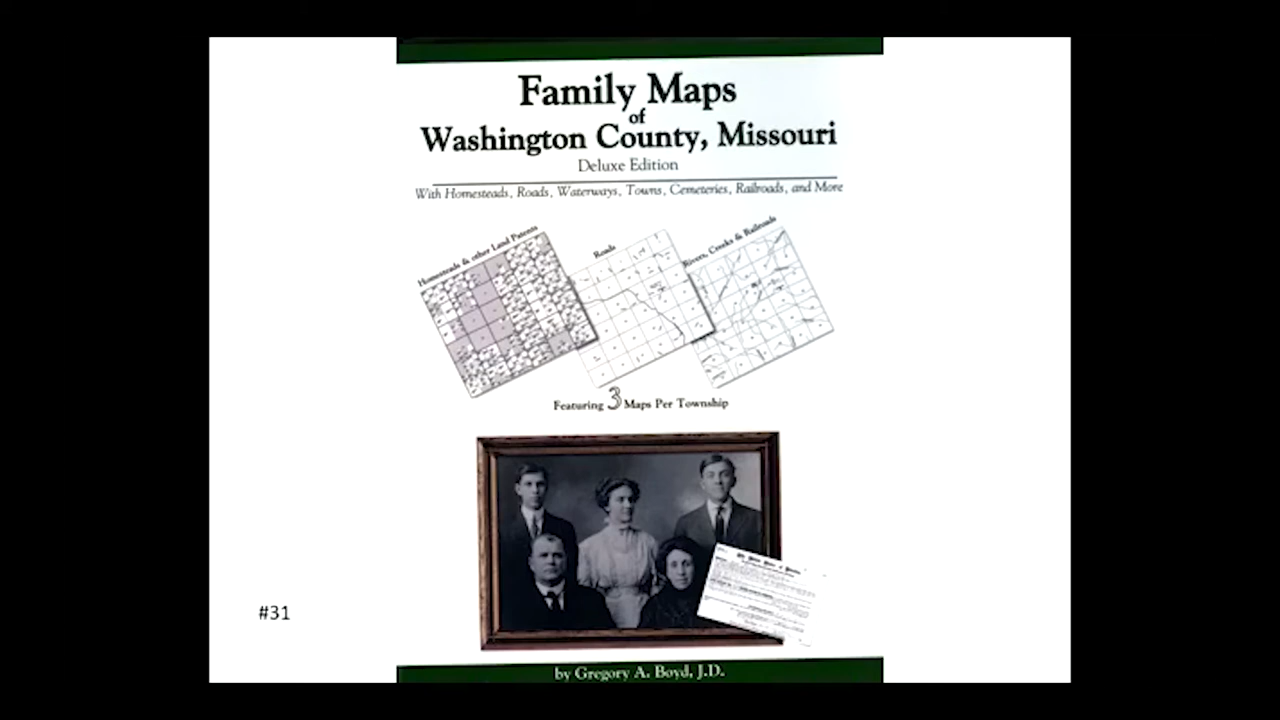 Family Maps
of
Washington County, Missouri
Deluxe Edition
With Homesteads, Roads, Waterways, Towns, Cemeteries, Railroads, and More
Homesteads & other Land Patents
Roads
Rivers, Creeks & Railroads
Featuring 3 Maps Per Township
#31
by Gregory A. Boyd, J.D.